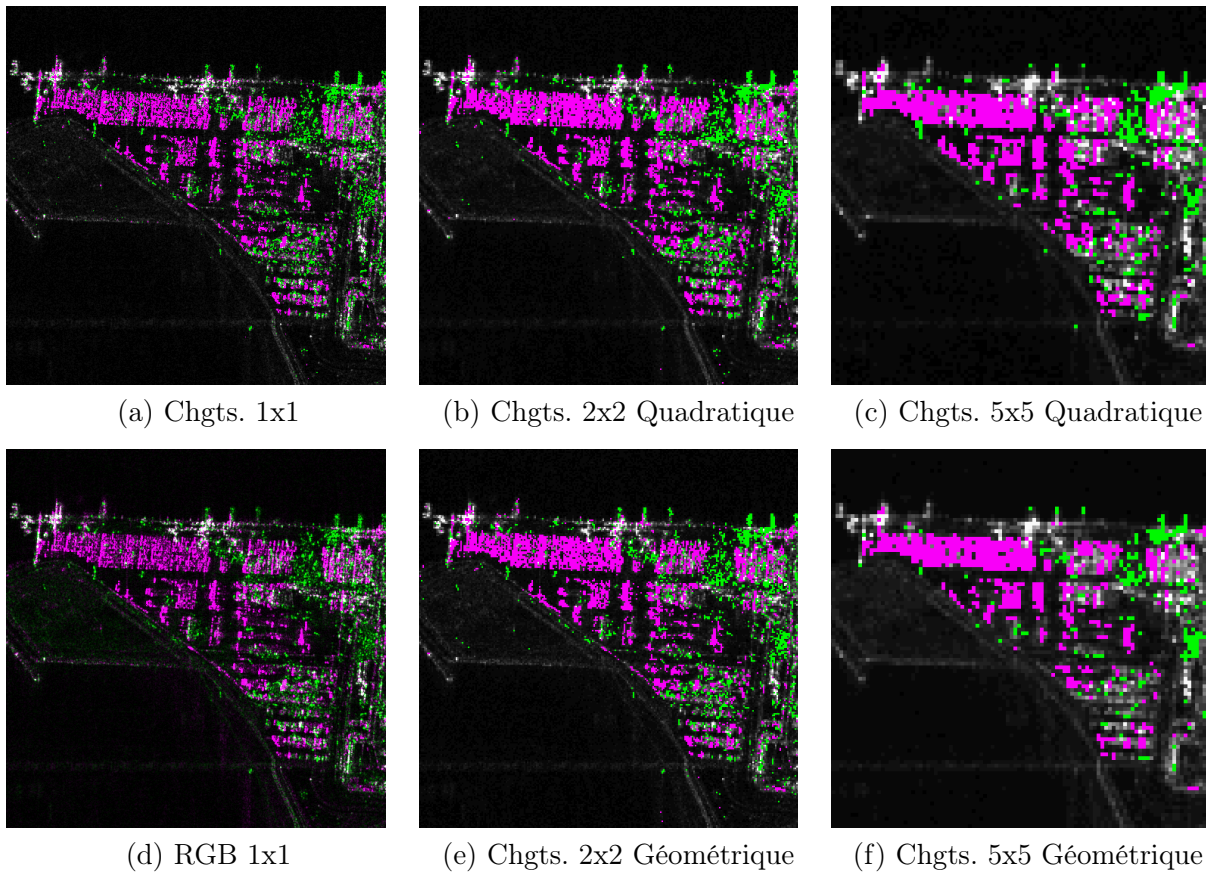 (a) Chgts. 1x1
(b) Chgts. 2x2 Quadratique
(c) Chgts. 5x5 Quadratique
(d) RGB 1x1
(e) Chgts. 2x2 Géométrique
(f) Chgts. 5x5 Géométrique